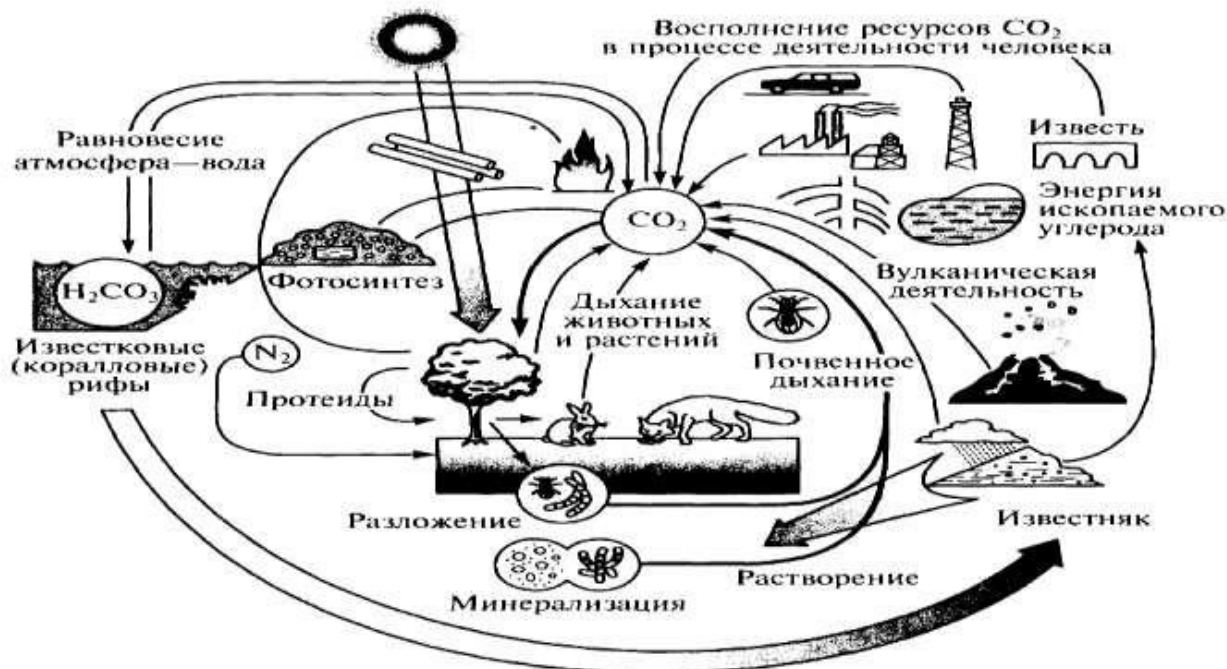 Восполнение ресурсов CO₂
в процессе деятельности человека
Равновесие
атмосфера—вода
Известь
CO₂
Энергия
ископаемого
углерода
H₂CO₃
Фотосинтез
Вулканическая
деятельность
Дыхание
животных
и растений
Известковые
(коралловые)
рифы
N₂
Почвенное
дыхание
Протеиды
Разложение
Известняк
Растворение
Минерализация